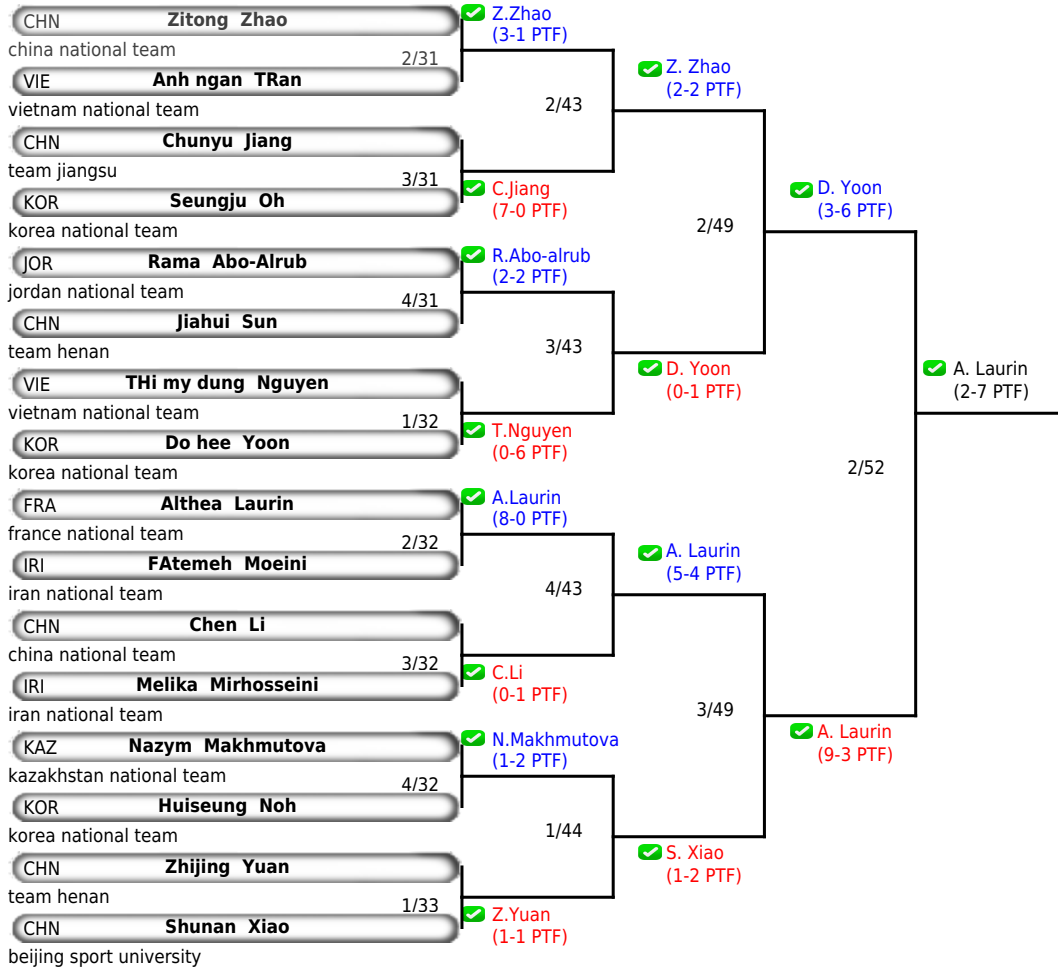 CHN Zitong Zhao
china national team
2/31
VIE Anh ngan TRan
vietnam national team
CHN Chunyu Jiang
team jiangsu
3/31
KOR Seungju Oh
korea national team
JOR Rama Abo-Alrub
jordan national team
4/31
CHN Jiahui Sun
team henan
VIE THi my dung Nguyen
vietnam national team
1/32
KOR Do hee Yoon
korea national team
FRA Althea Laurin
france national team
2/32
IRI FAtemeh Moeini
iran national team
CHN Chen Li
china national team
3/32
IRI Melika Mirhosseini
iran national team
KAZ Nazym Makhmutova
kazakhstan national team
4/32
KOR Huiseung Noh
korea national team
CHN Zhijing Yuan
team henan
1/33
CHN Shunan Xiao
beijing sport university
Z.Zhao
(3-1 PTF)
2/43
C.Jiang
(7-0 PTF)
R.Abo-alrub
(2-2 PTF)
3/43
T.Nguyen
(0-6 PTF)
A.Laurin
(8-0 PTF)
4/43
C.Li
(0-1 PTF)
N.Makhmutova
(1-2 PTF)
1/44
Z.Yuan
(1-1 PTF)
Z. Zhao
(2-2 PTF)
2/49
D. Yoon
(0-1 PTF)
A. Laurin
(5-4 PTF)
3/49
S. Xiao
(1-2 PTF)
D. Yoon
(3-6 PTF)
2/52
A. Laurin
(9-3 PTF)
A. Laurin
(2-7 PTF)